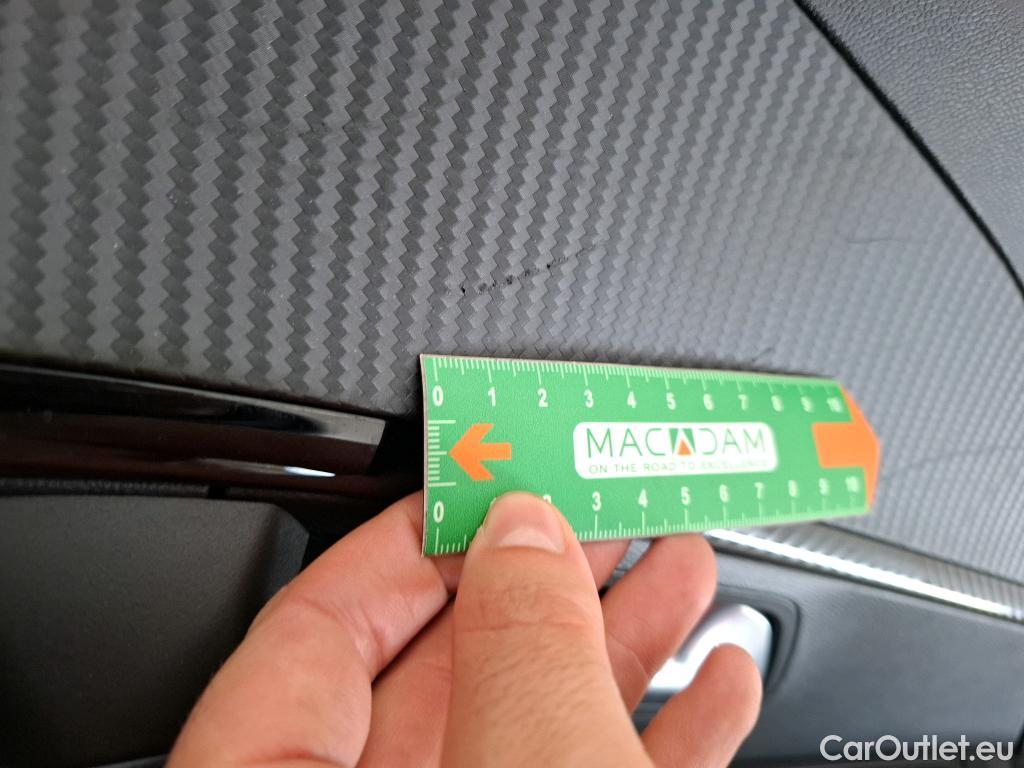 0 1 2 3 4 5 6 7 8 9 10
MACADAM
ON THE ROAD TO EXCELLENCE
0 2 3 4 5 6 7 8 9 10
CarOutlet.eu